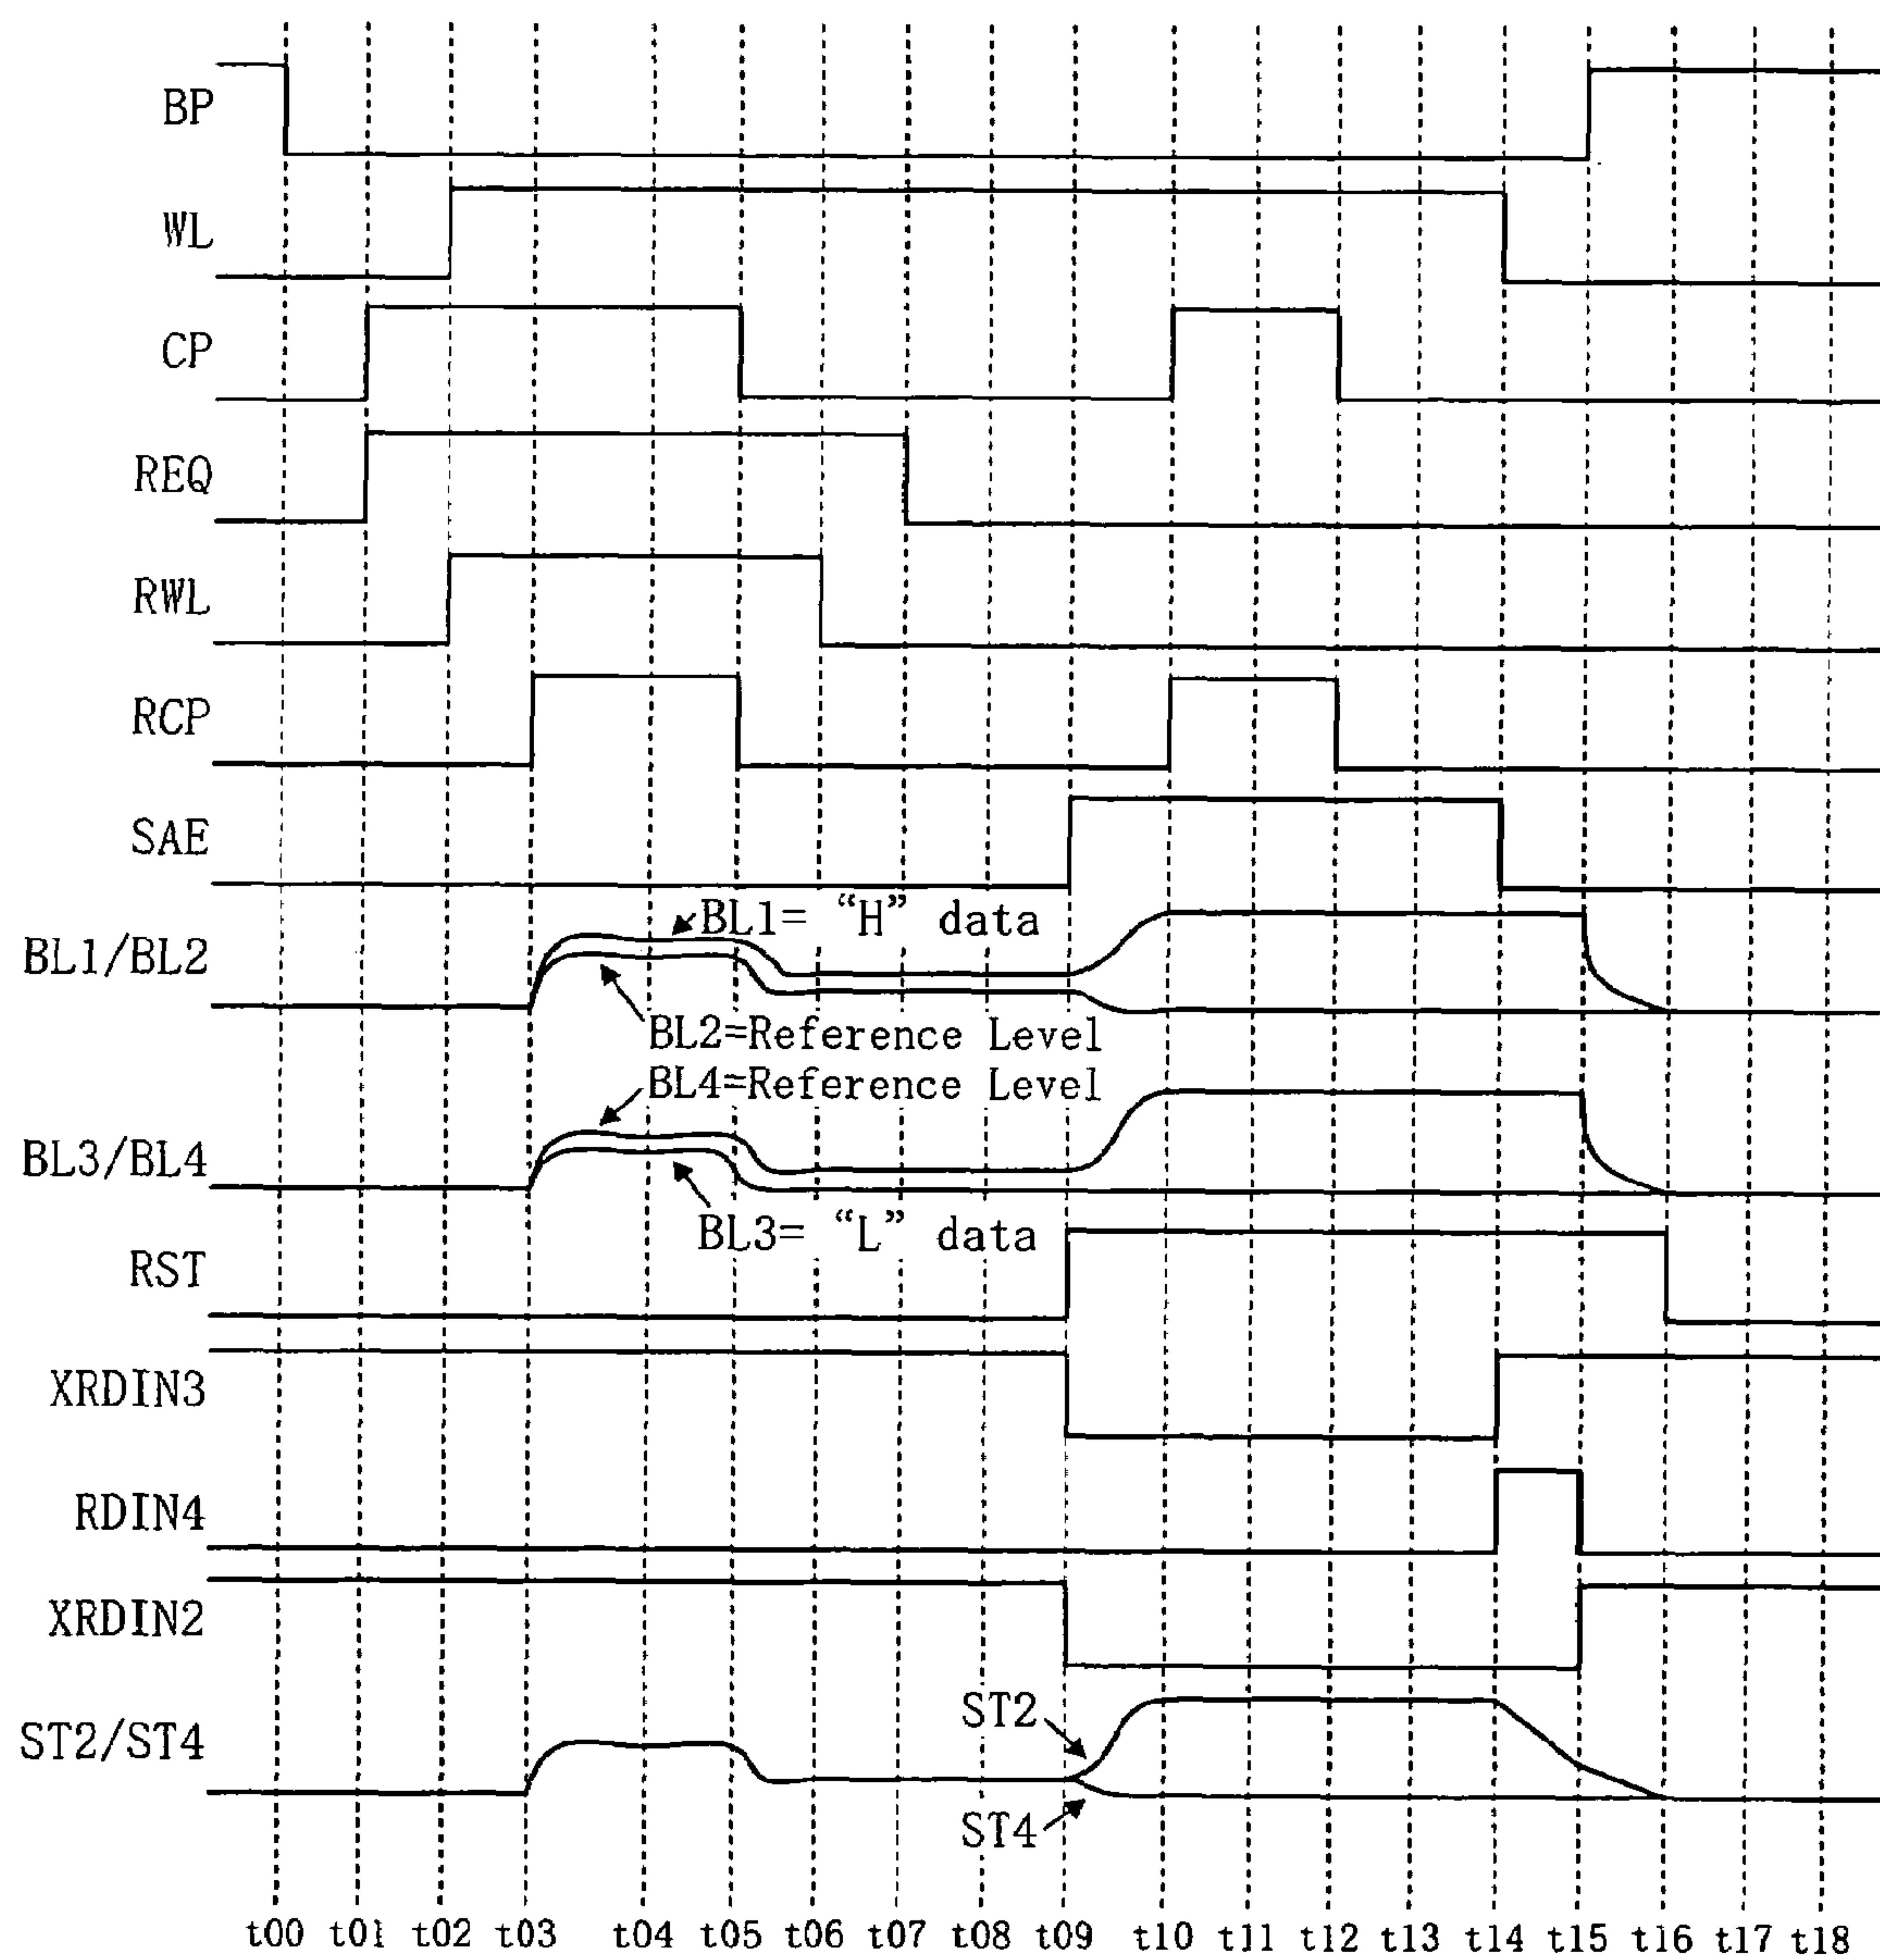 BP
WL
CP
REQ
RWL
RCP
SAE
BL1= “H” data
BL1/BL2
BL2=Reference Level
BL4=Reference Level
BL3/BL4
BL3= “L” data
RST
XRDIN3
RDIN4
XRDIN2
ST2
ST2/ST4
ST4
t00 t01 t02 t03 t04 t05 t06 t07 t08 t09 t10 t11 t12 t13 t14 t15 t16 t17 t18